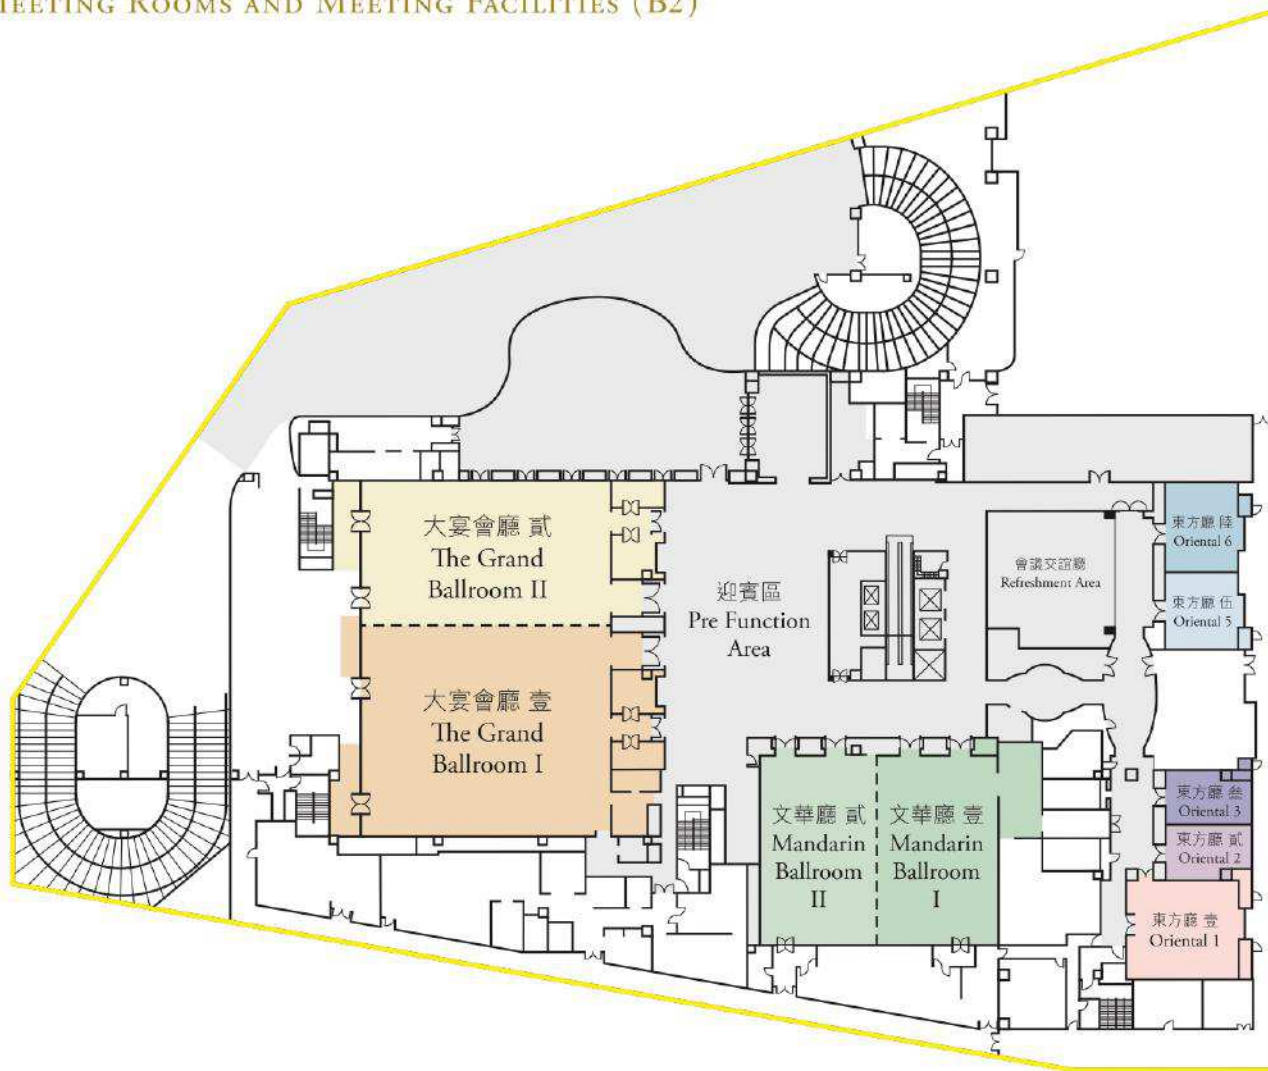 MEETING ROOMS AND MEETING FACILITIES (B2)
大宴會廳 貳
The Grand
Ballroom II
大宴會廳 壹
The Grand
Ballroom I
迎賓區
Pre Function
Area
會議交誼廳
Refreshment Area
東方廳 陸
Oriental 6
東方廳 伍
Oriental 5
文華廳 貳
Mandarin
Ballroom
II
文華廳 壹
Mandarin
Ballroom
I
東方廳 叁
Oriental 3
東方廳 貳
Oriental 2
東方廳 壹
Oriental 1